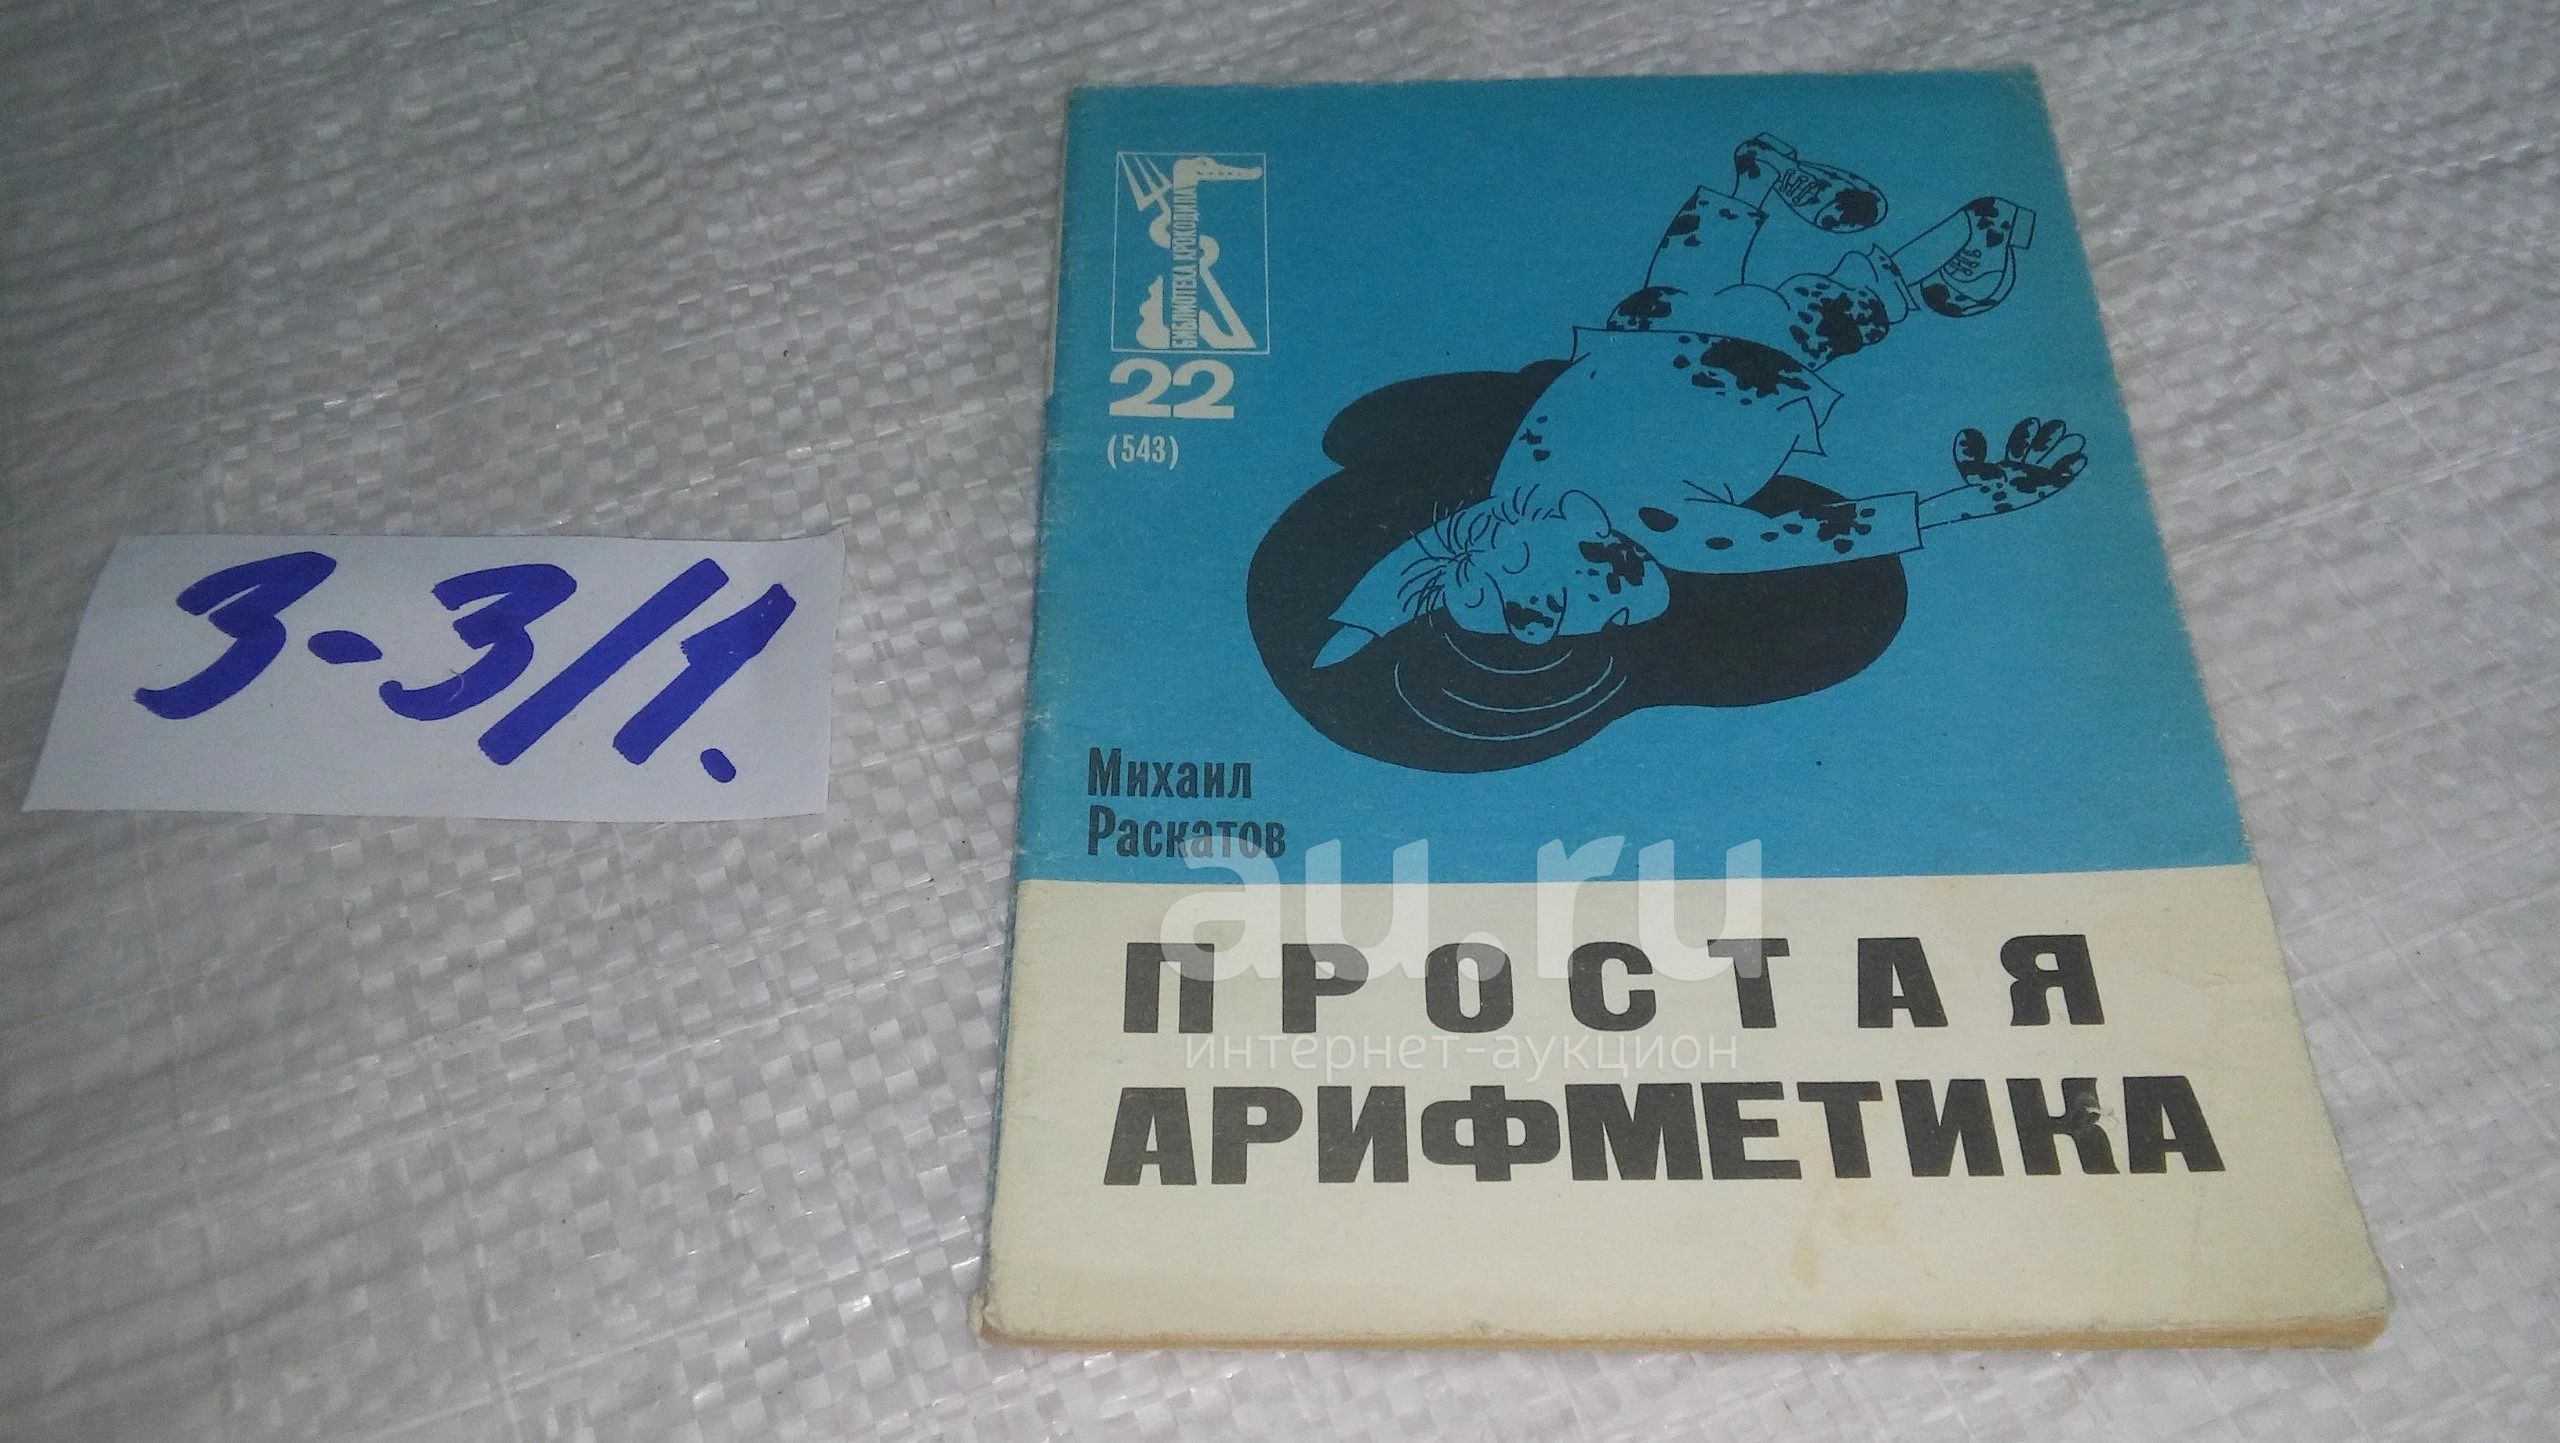 3-3/1.
БИБЛИОТЕКА КРОКОДИЛА
22
(543)
Михаил
Раскатов
au.ru
ПРОСТАЯ
интернет-аукцион
АРИФМЕТИКА